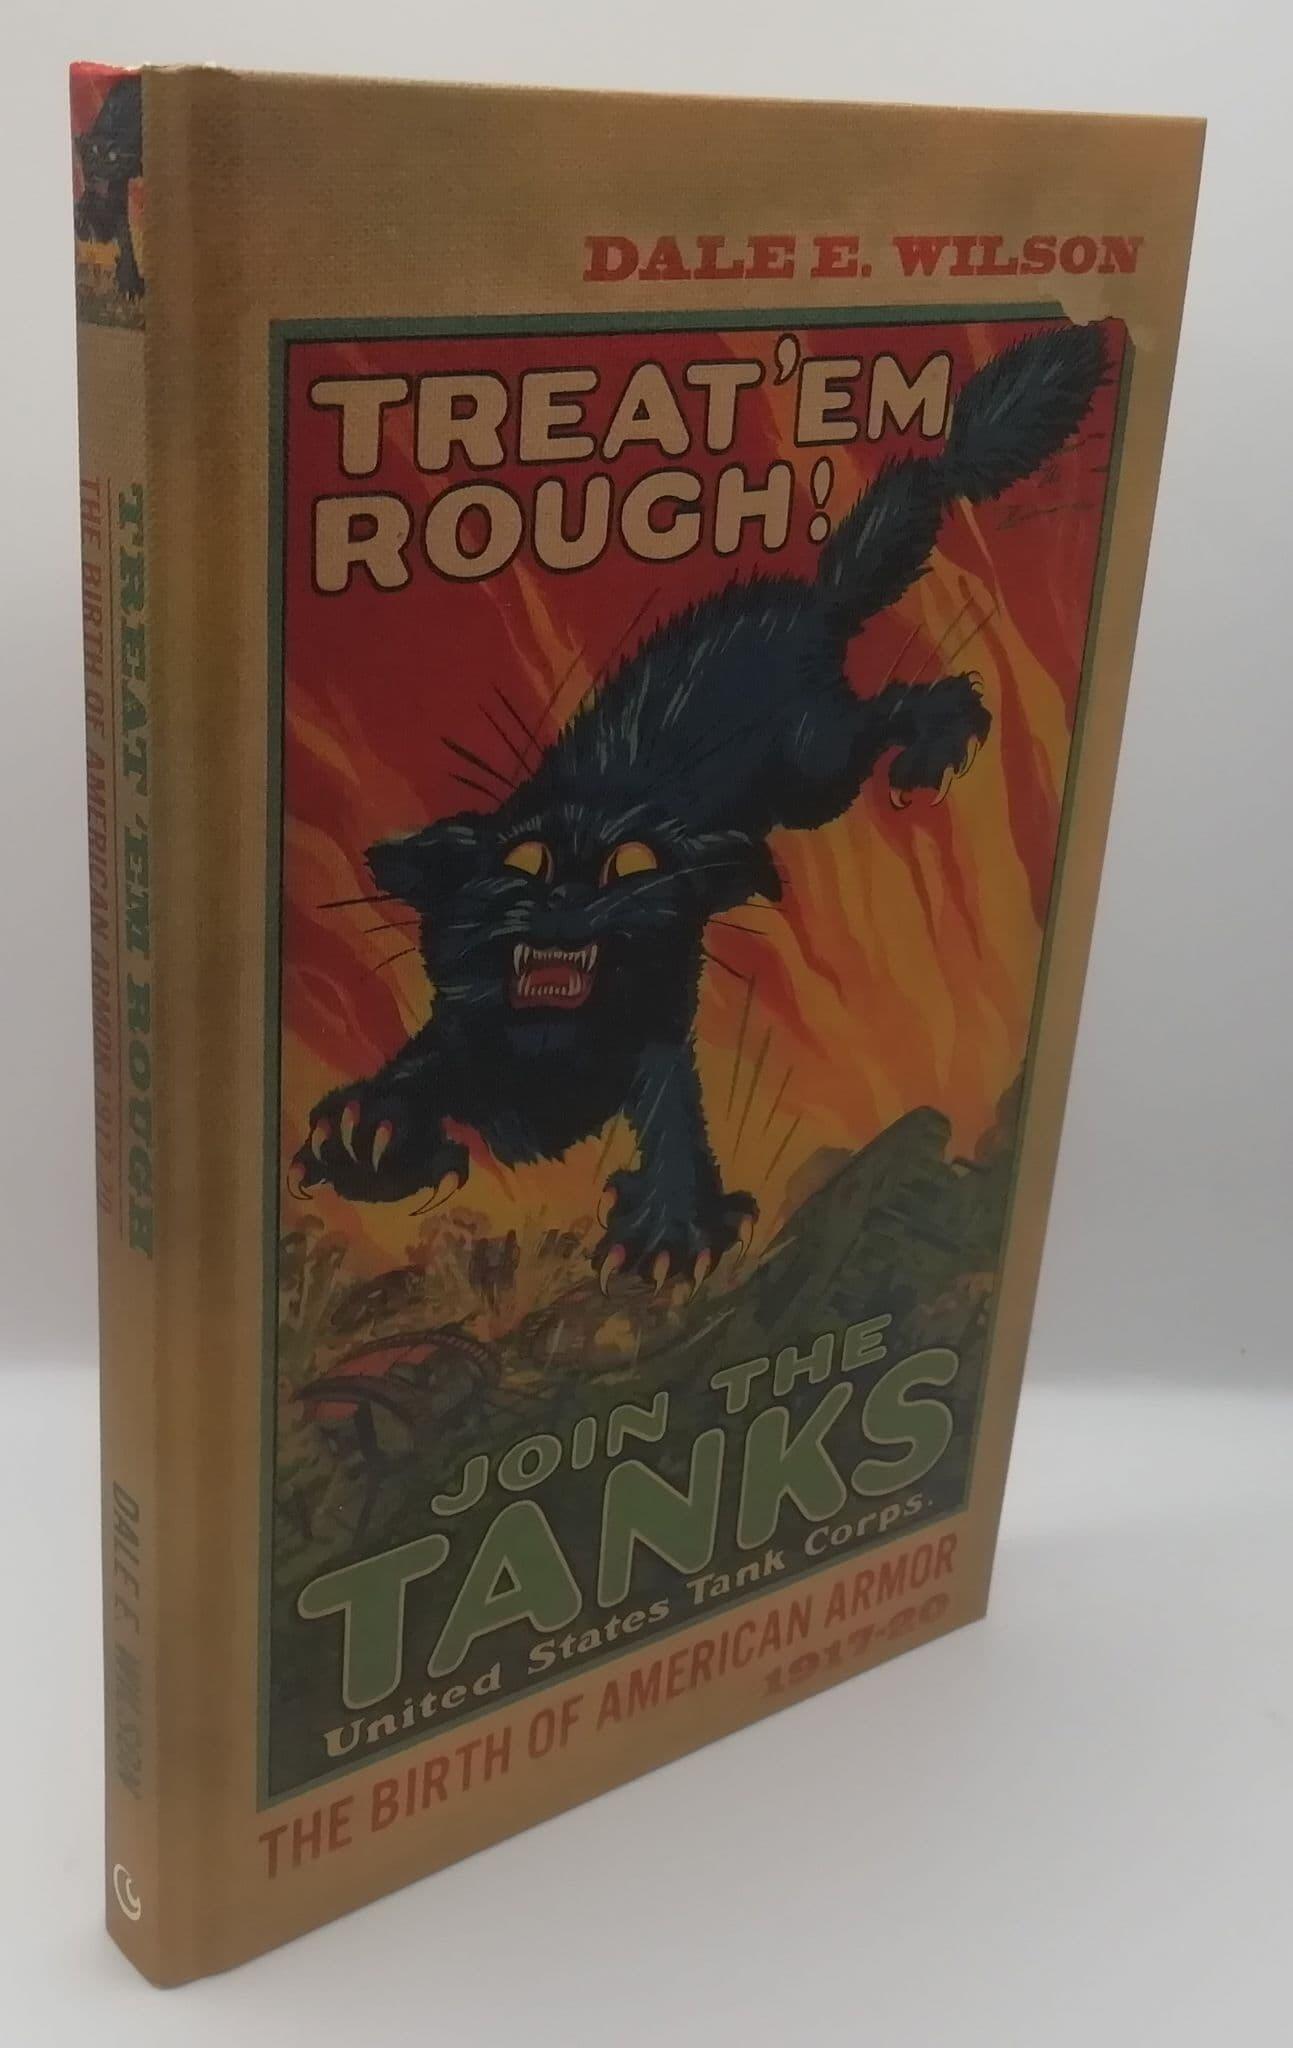 DALE E. WILSON
TREAT 'EM
ROUGH!
JOIN THE
TANKS
United States Tank Corps.
THE BIRTH OF AMERICAN ARMOR
1917-20
TREAT 'EM ROUGH
THE BIRTH OF AMERICAN ARMOR, 1917-20
DALE E. WILSON